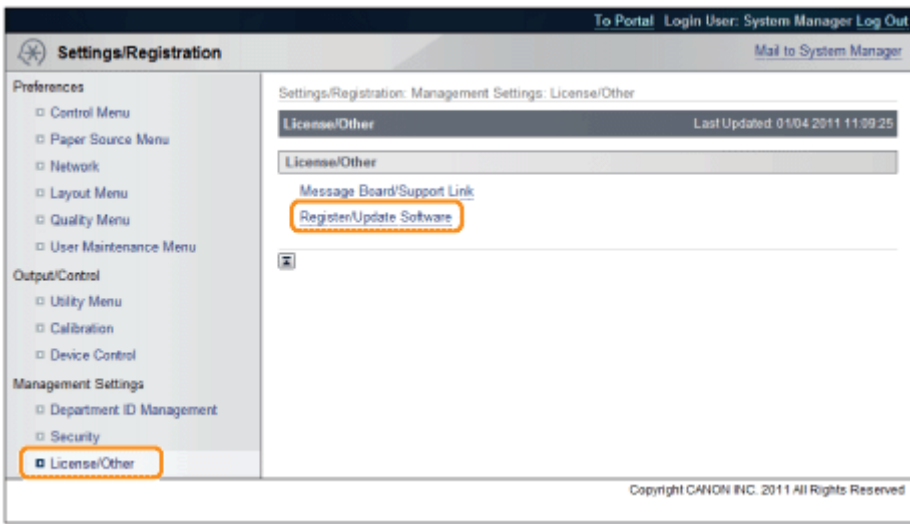 To Portal Login User: System Manager Log Out
Settings/Registration
Mail to System Manager
Preferences
Control Menu
Paper Source Menu
Network
Layout Menu
Quality Menu
User Maintenance Menu
Output/Control
Utility Menu
Calibration
Device Control
Management Settings
Department ID Management
Security
License/Other
Settings/Registration: Management Settings: License/Other
License/Other
Last Updated: 01/04 2011 11:09:25
License/Other
Message Board/Support Link
Register/Update Software
Copyright CANON INC. 2011 All Rights Reserved